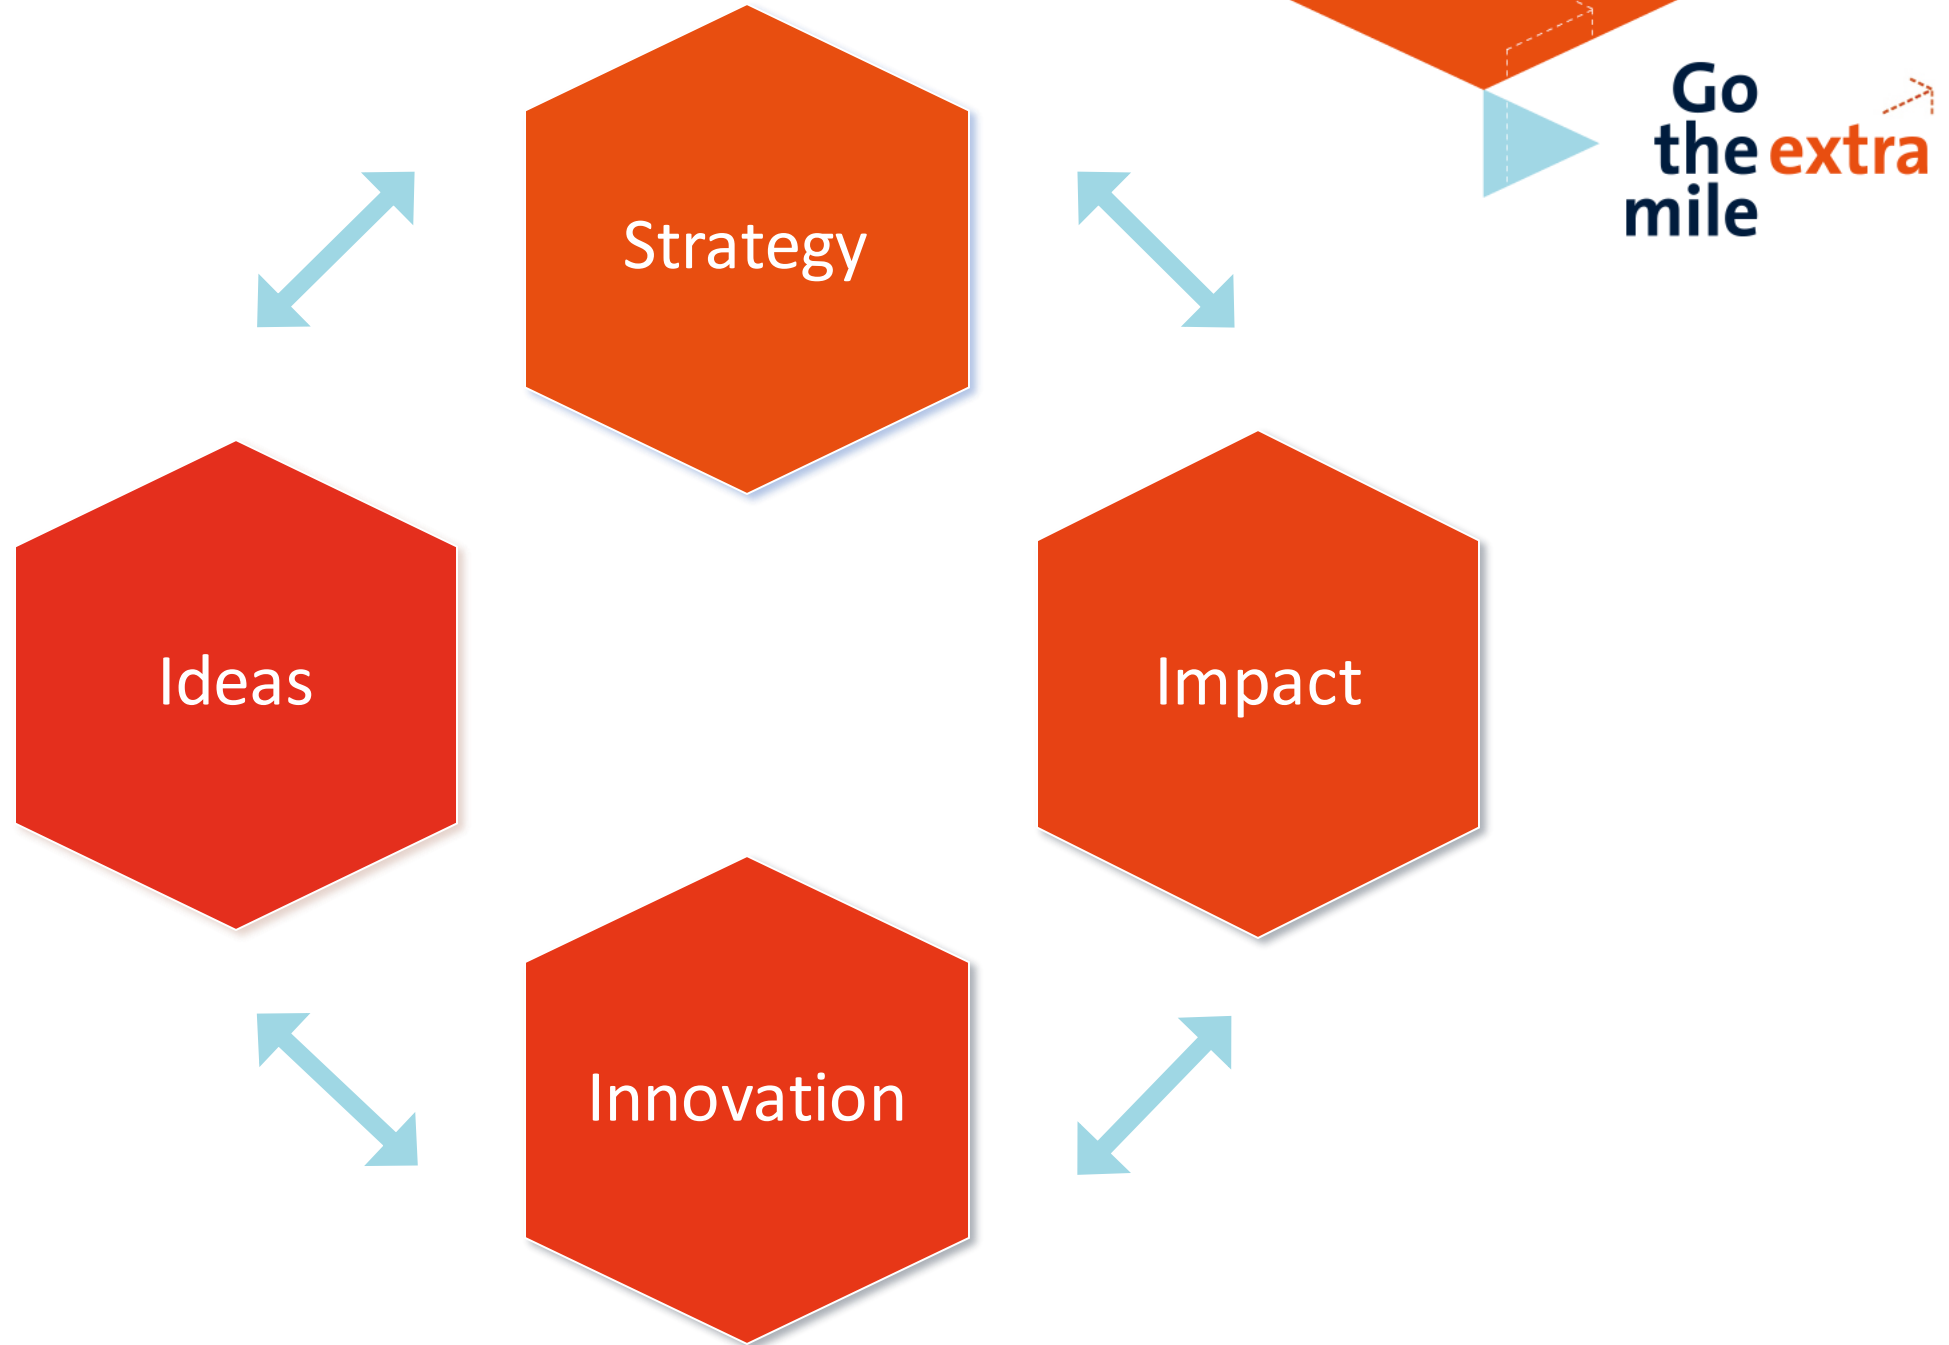 Go
the extra
mile
Strategy
Ideas
Impact
Innovation